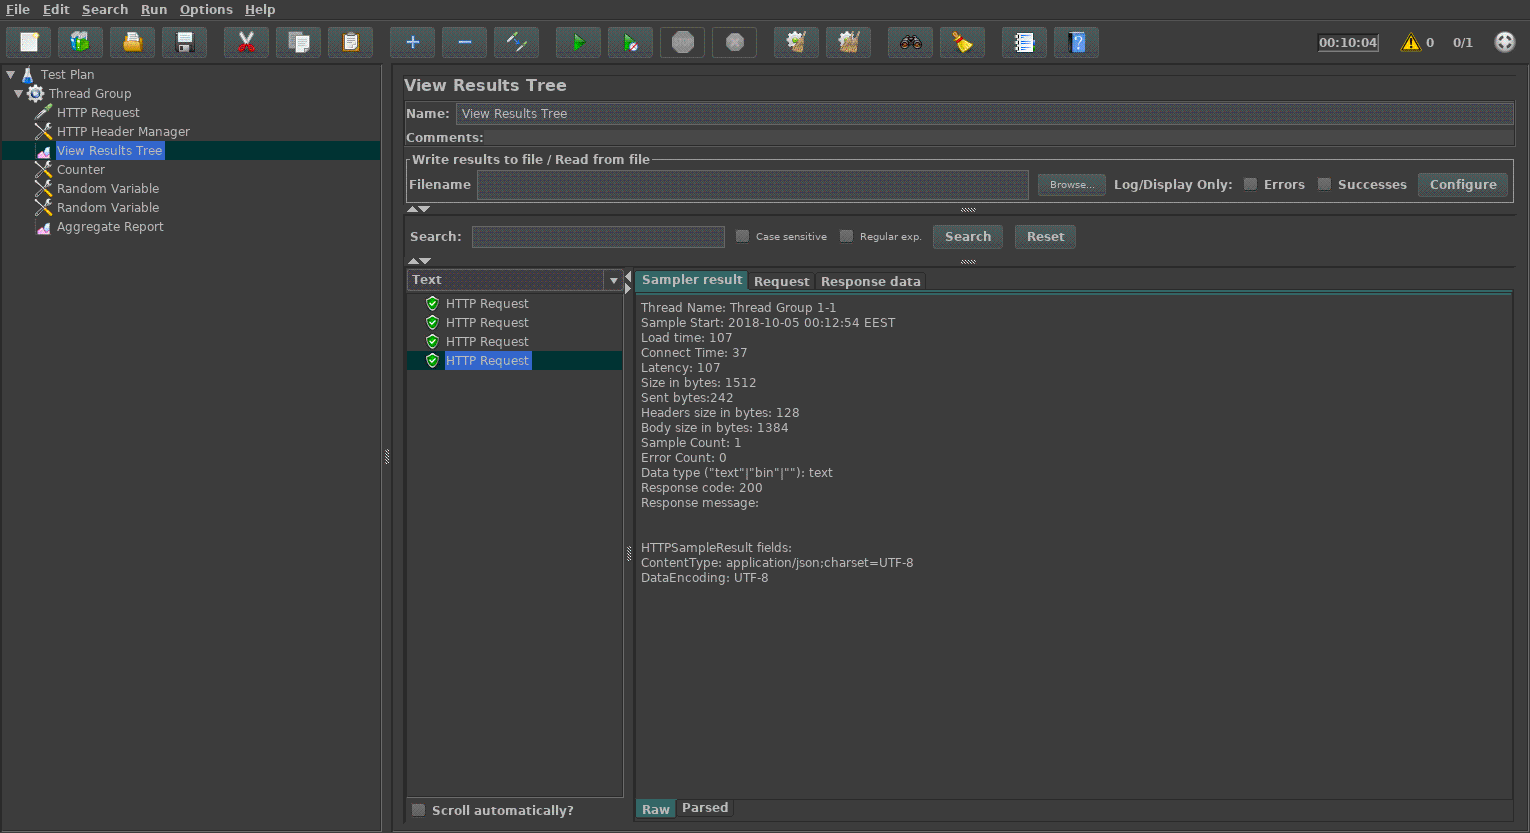 File Edit Search Run Options Help
00:10:04 0 0/1
Test Plan
Thread Group
HTTP Request
HTTP Header Manager
View Results Tree
Counter
Random Variable
Random Variable
Aggregate Report
View Results Tree
Name: View Results Tree
Comments:
Write results to file / Read from file
Filename Browse... Log/Display Only: Errors Successes Configure
Search: Case sensitive Regular exp. Search Reset
Text
HTTP Request
HTTP Request
HTTP Request
HTTP Request
Scroll automatically?
Sampler result Request Response data
Thread Name: Thread Group 1-1
Sample Start: 2018-10-05 00:12:54 EEST
Load time: 107
Connect Time: 37
Latency: 107
Size in bytes: 1512
Sent bytes:242
Headers size in bytes: 128
Body size in bytes: 1384
Sample Count: 1
Error Count: 0
Data type ("text"|"bin"|""): text
Response code: 200
Response message:
HTTPSampleResult fields:
ContentType: application/json;charset=UTF-8
DataEncoding: UTF-8
Raw Parsed